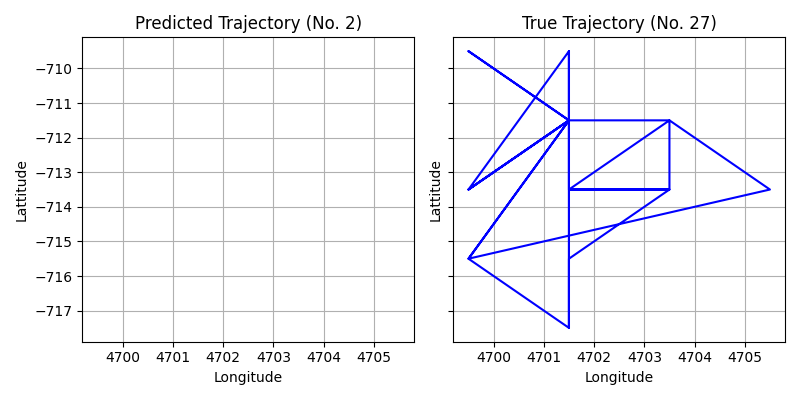 Predicted Trajectory (No. 2)
True Trajectory (No. 27)
Lattitude
−710
−711
−712
−713
−714
−715
−716
−717
4700 4701 4702 4703 4704 4705
Longitude
Lattitude
4700 4701 4702 4703 4704 4705
Longitude